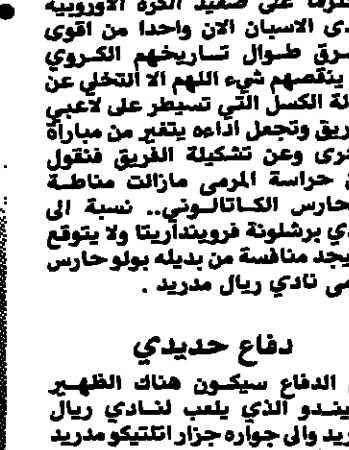 على صعيد الكرة الاوروبية
الاسبان الان واحدا من اقوى
طوال تاريخهم الكروي
ينقصهم شيء اللهم الا التخلي عن
الكسل التي تسيطر على لاعبي
وتجعل اداءه يتغير من مباراة
وعن تشكيلة الفريق فنقول
حراسة المرمى مازالت مناطة
الكاتالوني.. نسبة الى
برشلونة فرويندأريتا ولا يتوقع
يجد منافسة من بديله بولو حارس
نادي ريال مدريد .
دفاع حديدي
الدفاع سيكون هناك الظهير
الذي يلعب لنادي ريال
والى جواره جزار اتلتيكو مدريد